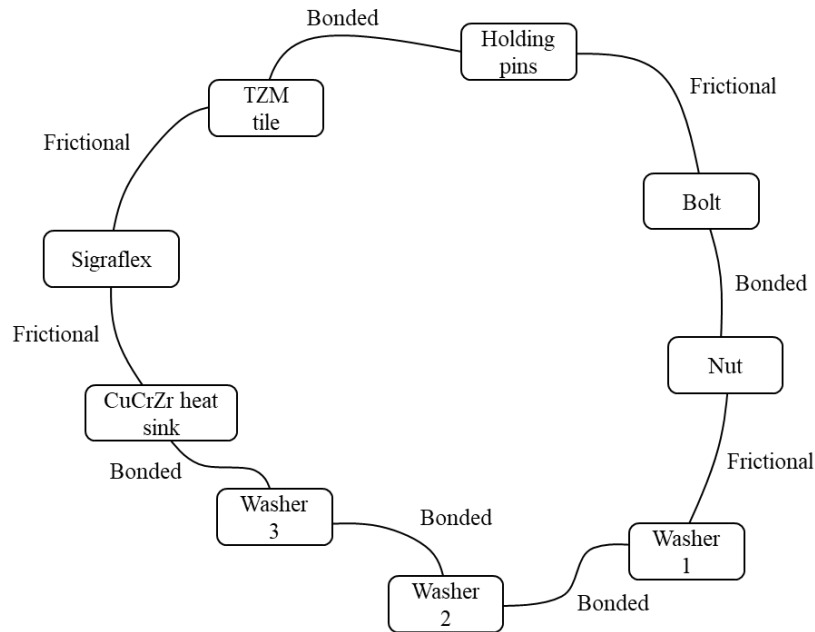 Bonded
Holding
pins
TZM
tile
Frictional
Frictional
Bolt
Sigraflex
Bonded
Frictional
Nut
CuCrZr heat
sink
Bonded
Frictional
Washer
3
Bonded
Washer
1
Washer
2
Bonded